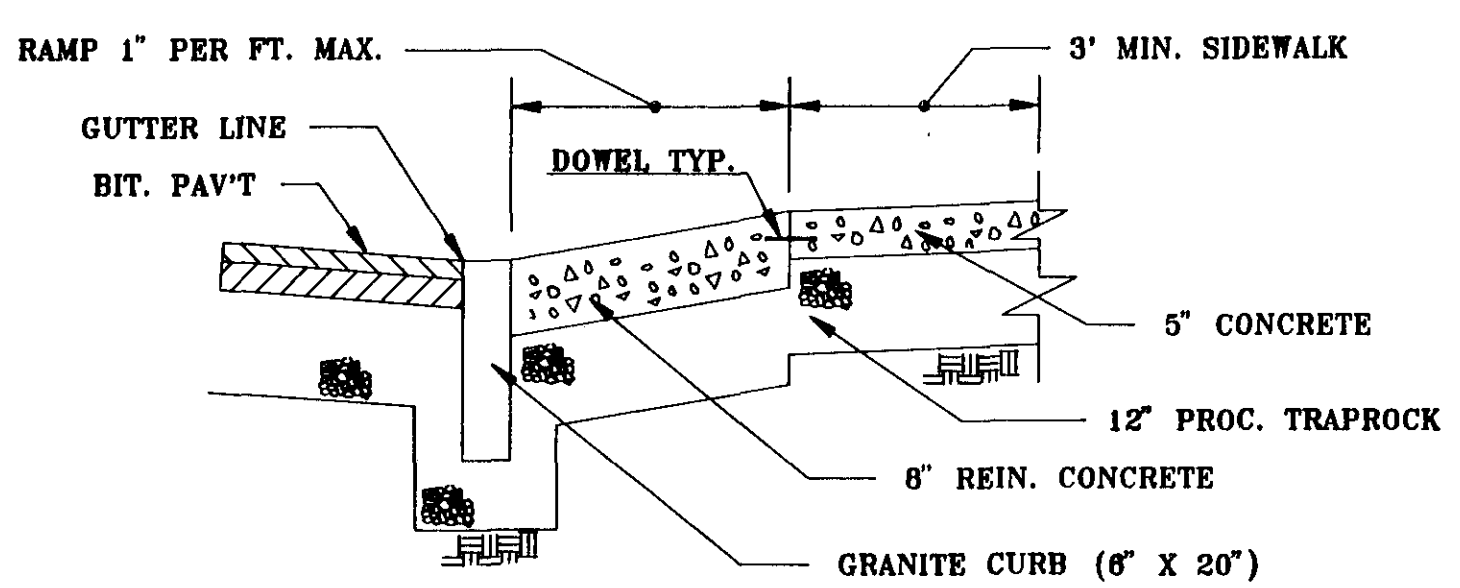 RAMP 1" PER FT. MAX.
3' MIN. SIDEWALK
GUTTER LINE
DOWEL TYP.
BIT. PAV'T
5" CONCRETE
12" PROC. TRAPROCK
8" REIN. CONCRETE
GRANITE CURB (6" X 20")